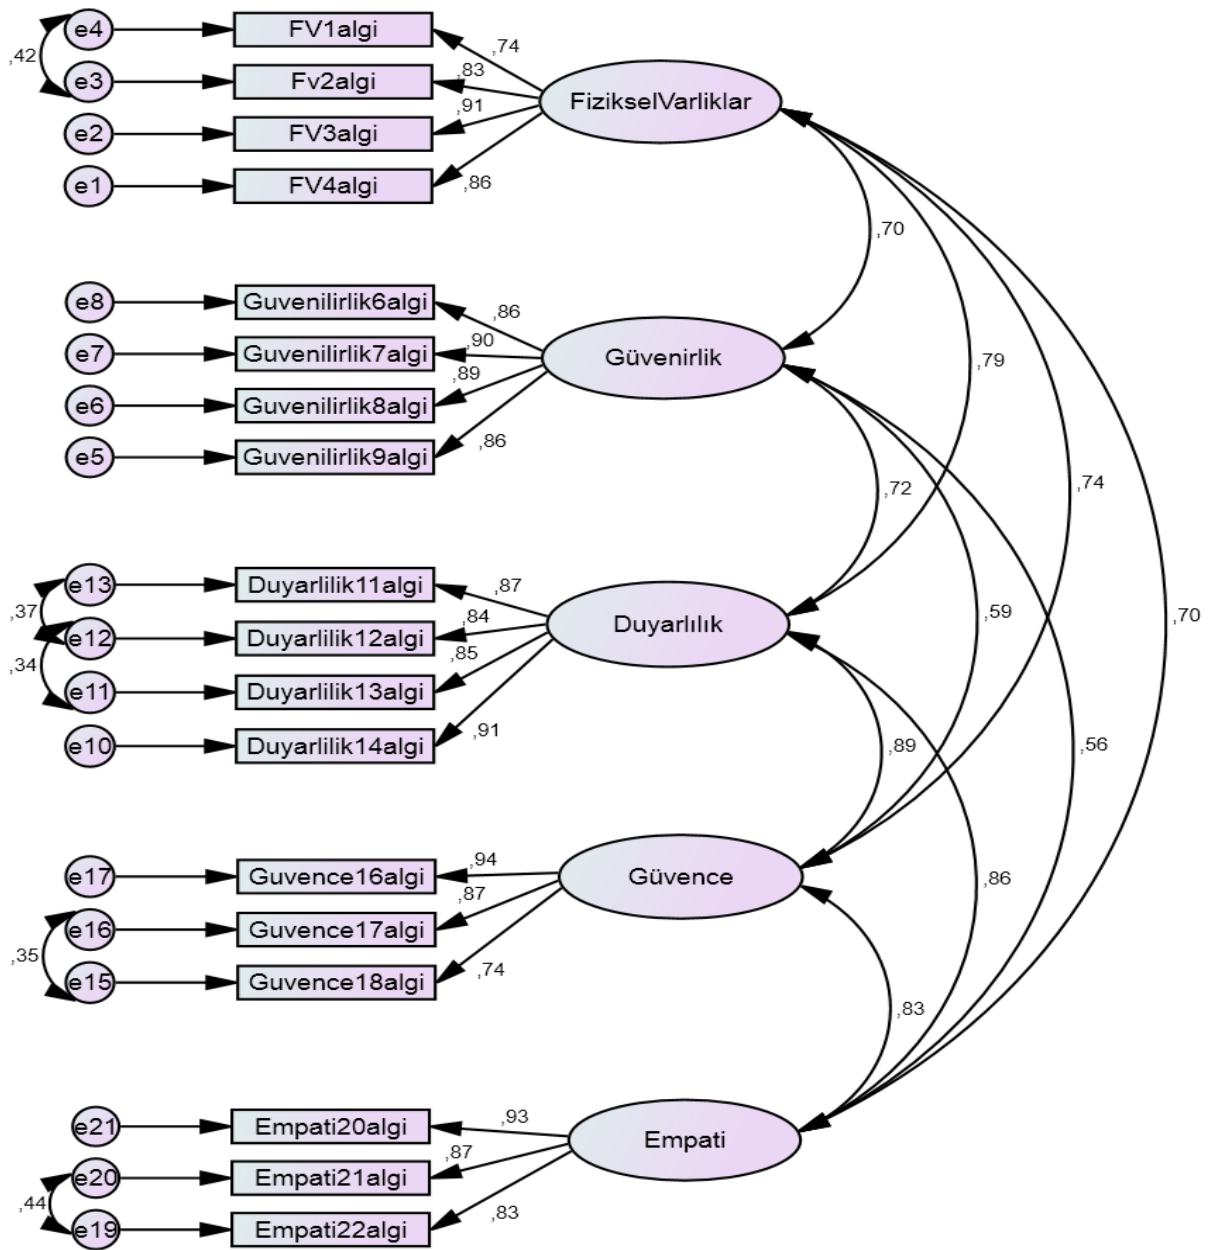 e4
FV1algi
,74
,42
e3
Fv2algi
,83
FizikselVarliklar
e2
FV3algi
,91
e1
FV4algi
,86
,70
e8
Guvenilirlik6algi
,86
e7
Guvenilirlik7algi
,90
Güvenirlik
,79
e6
Guvenilirlik8algi
,89
e5
Guvenilirlik9algi
,86
,72
,74
e13
Duyarlilik11algi
,87
,37
e12
Duyarlilik12algi
,84
Duyarlılık
,59
,70
,34
e11
Duyarlilik13algi
,85
e10
Duyarlilik14algi
,91
,89
,56
e17
Guvence16algi
,94
Güvence
,86
e16
Guvence17algi
,87
,35
e15
Guvence18algi
,74
,83
e21
Empati20algi
,93
Empati
e20
Empati21algi
,87
,44
e19
Empati22algi
,83